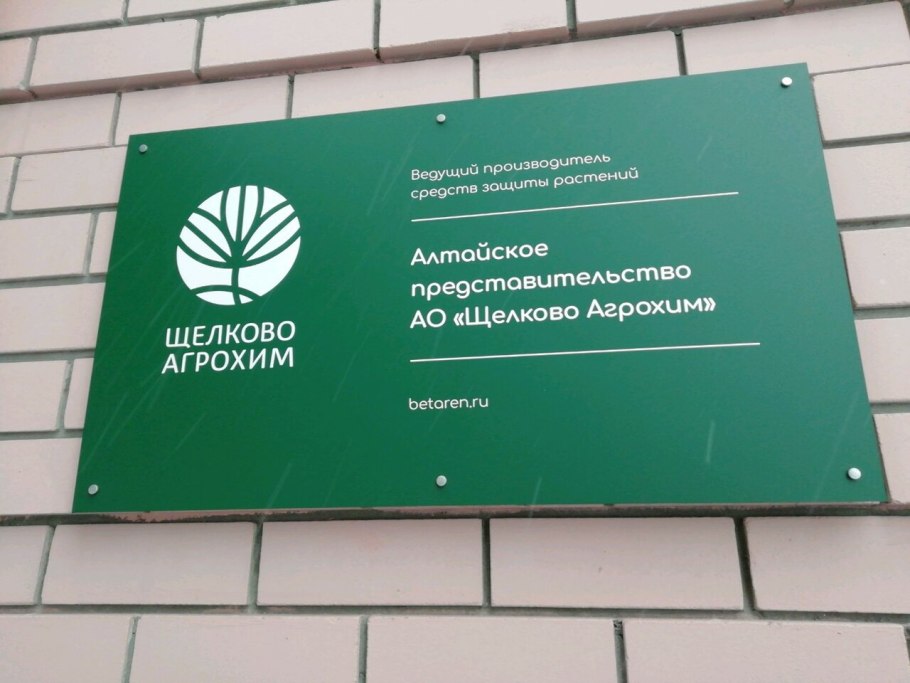 ЩЕЛКОВО
АГРОХИМ
Ведущий производитель
средств защиты растений
Алтайское
представительство
АО «Щелково Агрохим»
betaren.ru